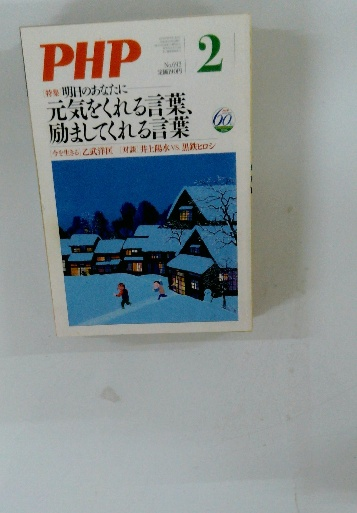 PHP
2
特集 明日のあなたに
元気をくれる言葉、
励ましてくれる言葉
60
今を生きる 乙武洋匡 対談 井上陽水VS.黒鉄ヒロシ